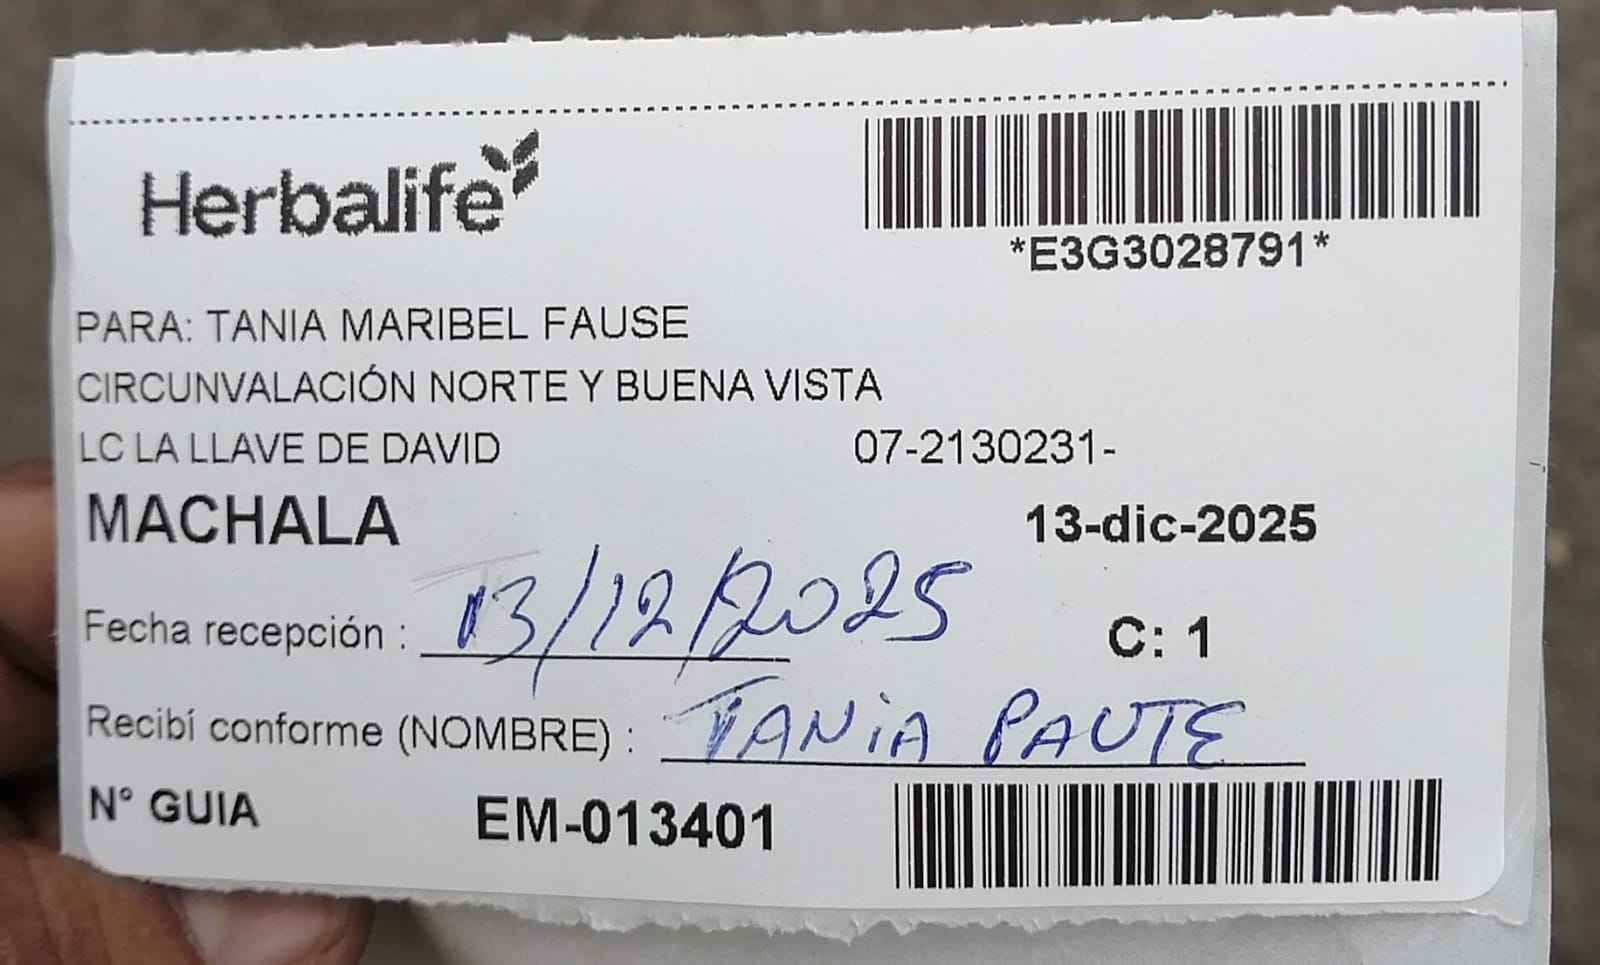 Herbalife
*E3G3028791*
PARA: TANIA MARIBEL FAUSE
CIRCUNVALACIÓN NORTE Y BUENA VISTA
LC LA LLAVE DE DAVID 07-2130231-
MACHALA 13-dic-2025
Fecha recepción : 13/12/2025 C: 1
Recibí conforme (NOMBRE) : TANiA PAUTE
N° GUIA EM-013401